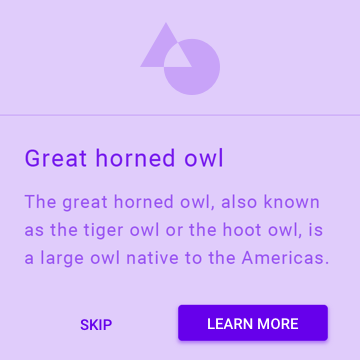 Great horned owl
The great horned owl, also known
as the tiger owl or the hoot owl, is
a large owl native to the Americas.
SKIP
LEARN MORE